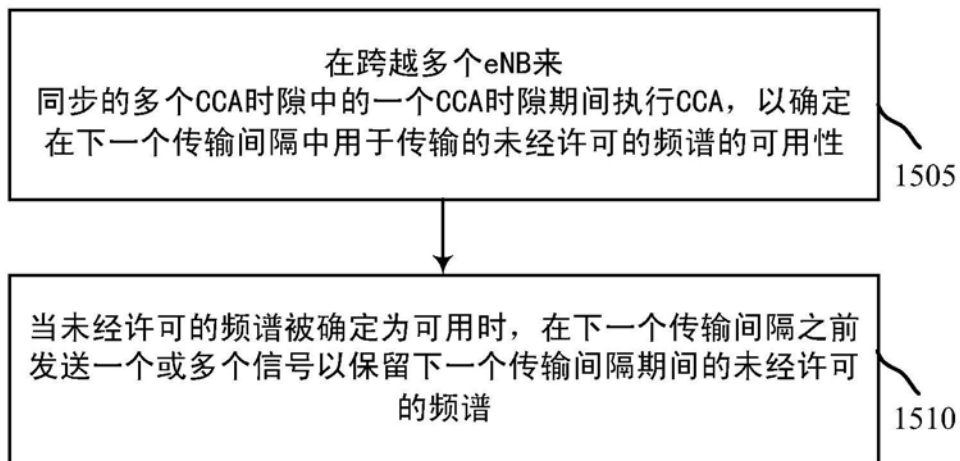 在跨越多个eNB来
同步的多个CCA时隙中的一个CCA时隙期间执行CCA，以确定
在下一个传输间隔中用于传输的未经许可的频谱的可用性
1505
当未经许可的频谱被确定为可用时，在下一个传输间隔之前
发送一个或多个信号以保留下一个传输间隔期间的未经许可
的频谱
1510